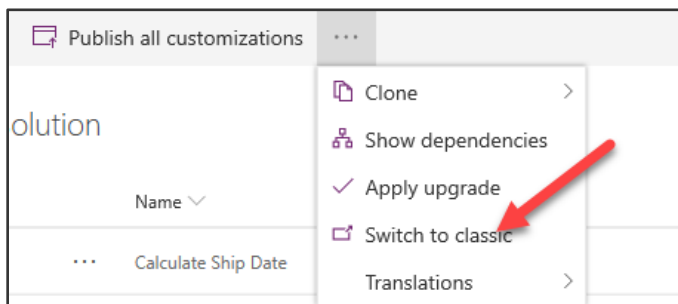 Publish all customizations ...
Clone
olution
Show dependencies
Apply upgrade
Name
Switch to classic
... Calculate Ship Date
Translations